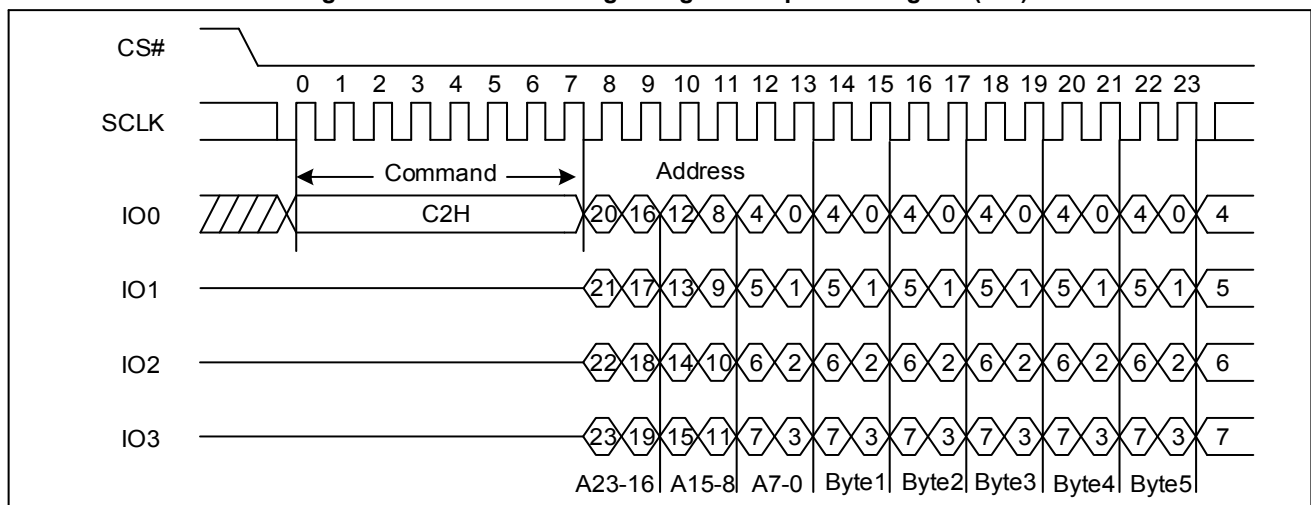 CS#
0 1 2 3 4 5 6 7 8 9 10 11 12 13 14 15 16 17 18 19 20 21 22 23
SCLK
Command Address
IO0 C2H 20 16 12 8 4 0 4 0 4 0 4 0 4 0 4 0 4
IO1 21 17 13 9 5 1 5 1 5 1 5 1 5 1 5 1 5
IO2 22 18 14 10 6 2 6 2 6 2 6 2 6 2 6 2 6
IO3 23 19 15 11 7 3 7 3 7 3 7 3 7 3 7 3 7
A23-16 A15-8 A7-0 Byte1 Byte2 Byte3 Byte4 Byte5